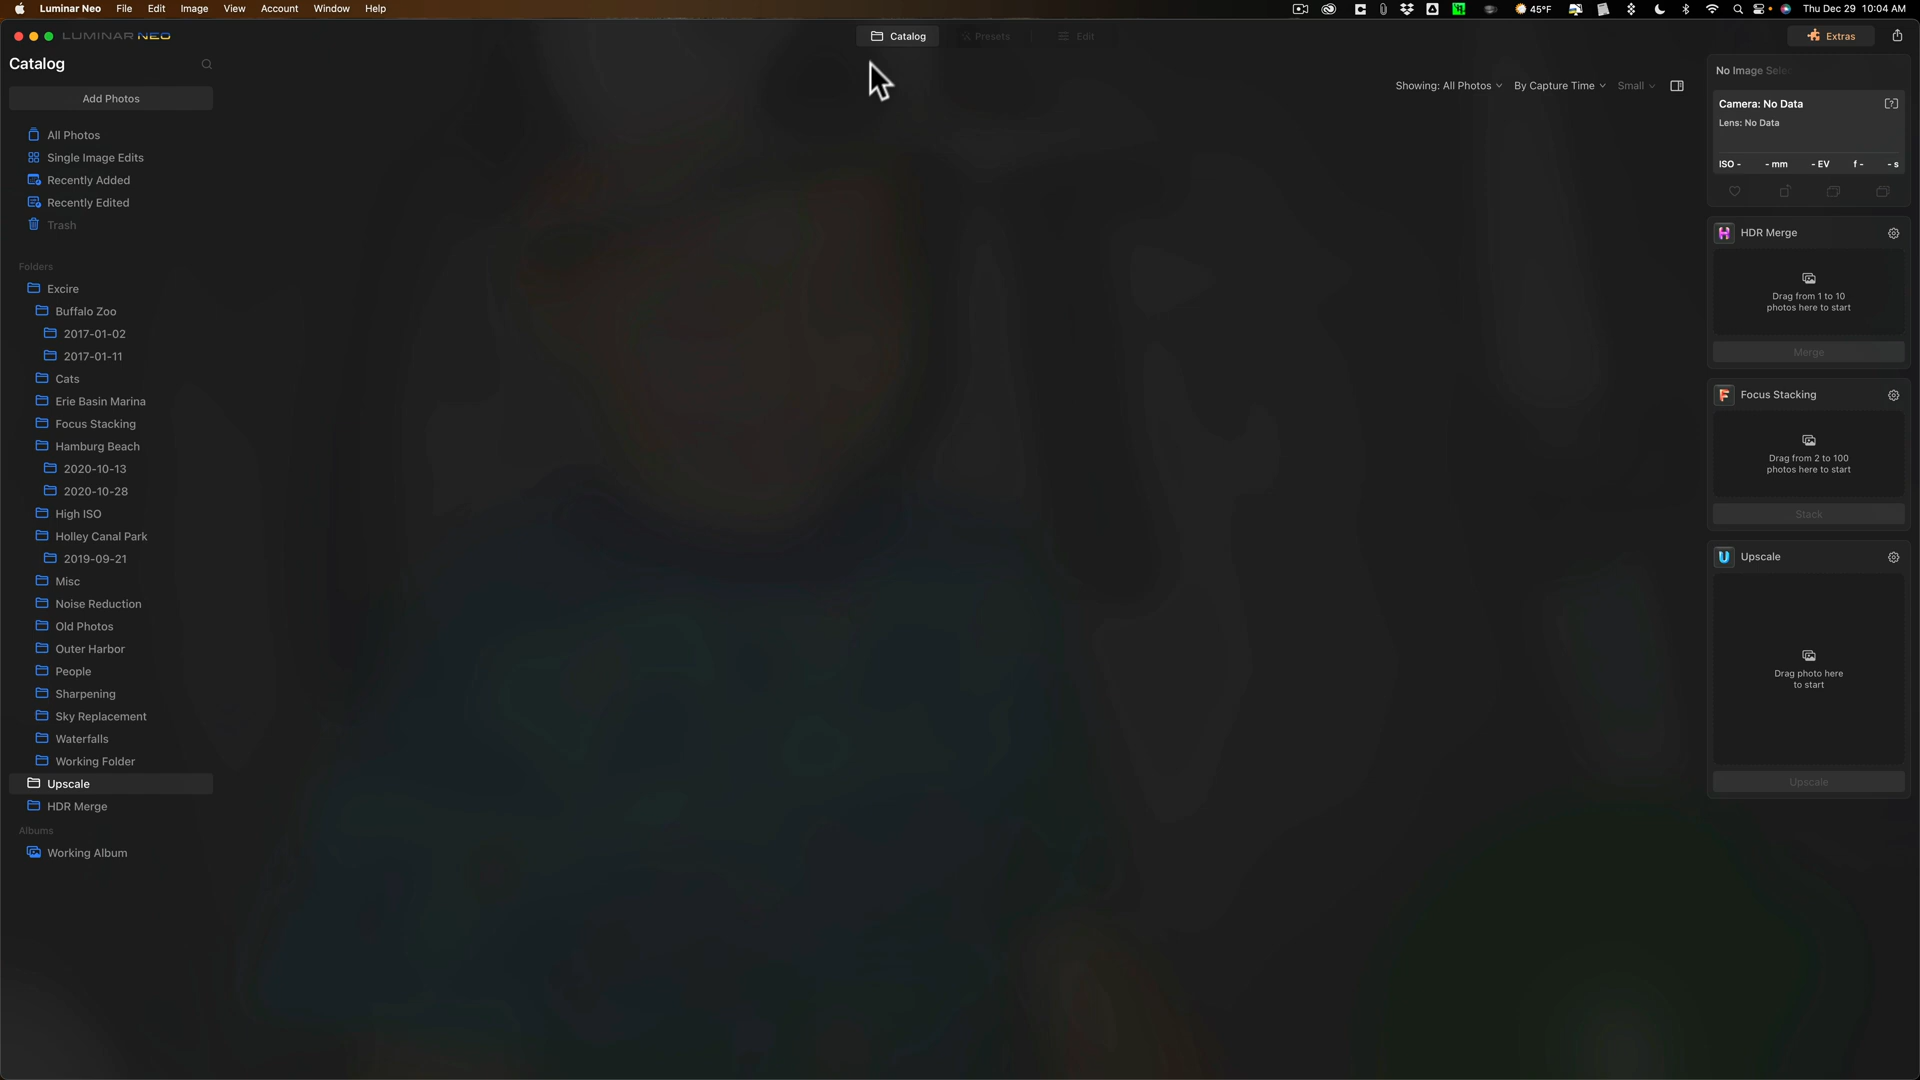 Luminar Neo File Edit Image View Account Window Help
45°F
Thu Dec 29 10:04 AM
LUMINAR NEO
Catalog
Presets
Edit
Extras
Catalog
Add Photos
Showing: All Photos
By Capture Time
Small
All Photos
Single Image Edits
Recently Added
Recently Edited
Trash
Folders
Excire
Buffalo Zoo
2017-01-02
2017-01-11
Cats
Erie Basin Marina
Focus Stacking
Hamburg Beach
2020-10-13
2020-10-28
High ISO
Holley Canal Park
2019-09-21
Misc
Noise Reduction
Old Photos
Outer Harbor
People
Sharpening
Sky Replacement
Waterfalls
Working Folder
Upscale
HDR Merge
Albums
Working Album
No Image Selec
Camera: No Data
Lens: No Data
ISO - - mm - EV f - - s
HDR Merge
Drag from 1 to 10
photos here to start
Merge
Focus Stacking
Drag from 2 to 100
photos here to start
Stack
Upscale
Drag photo here
to start
Upscale